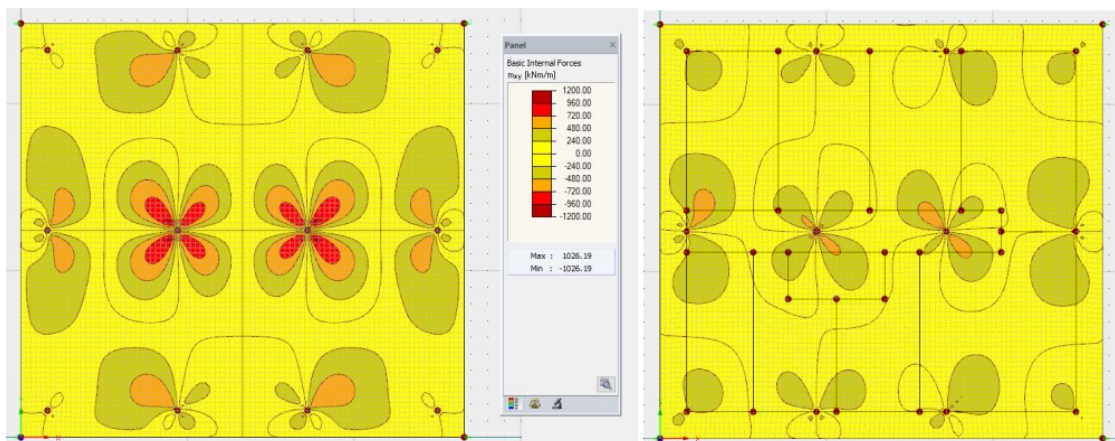 Panel
Basic Internal Forces
mxy [kNm/m]
1200.00
960.00
720.00
480.00
240.00
0.00
-240.00
-480.00
-720.00
-960.00
-1200.00
Max : 1026.19
Min : -1026.19